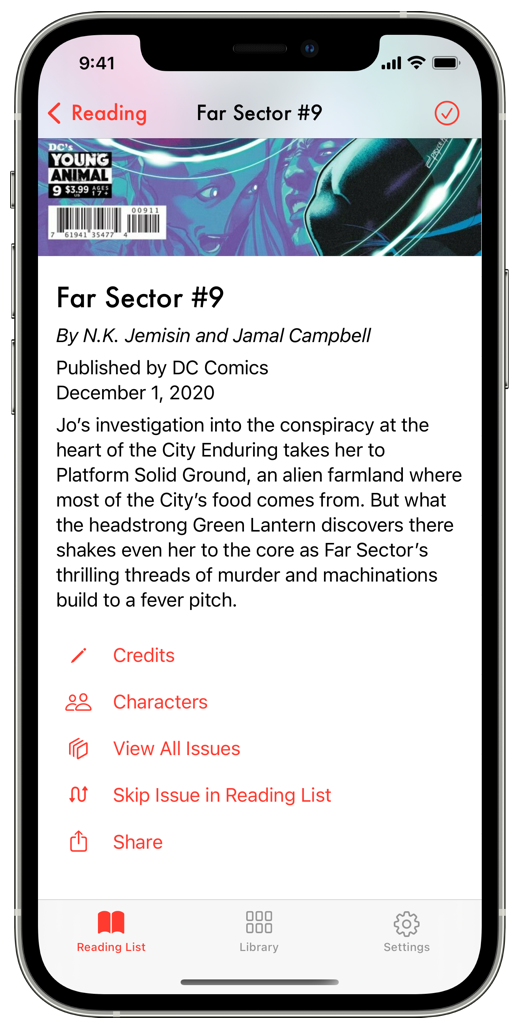 9:41
Reading
Far Sector #9
DC's
YOUNG
ANIMAL
9 $3.99 AGES 17+
US
00911
7 61941 35477 4
Far Sector #9
By N.K. Jemisin and Jamal Campbell
Published by DC Comics
December 1, 2020
Jo’s investigation into the conspiracy at the
heart of the City Enduring takes her to
Platform Solid Ground, an alien farmland where
most of the City’s food comes from. But what
the headstrong Green Lantern discovers there
shakes even her to the core as Far Sector’s
thrilling threads of murder and machinations
build to a fever pitch.
Credits
Characters
View All Issues
Skip Issue in Reading List
Share
Reading List
Library
Settings